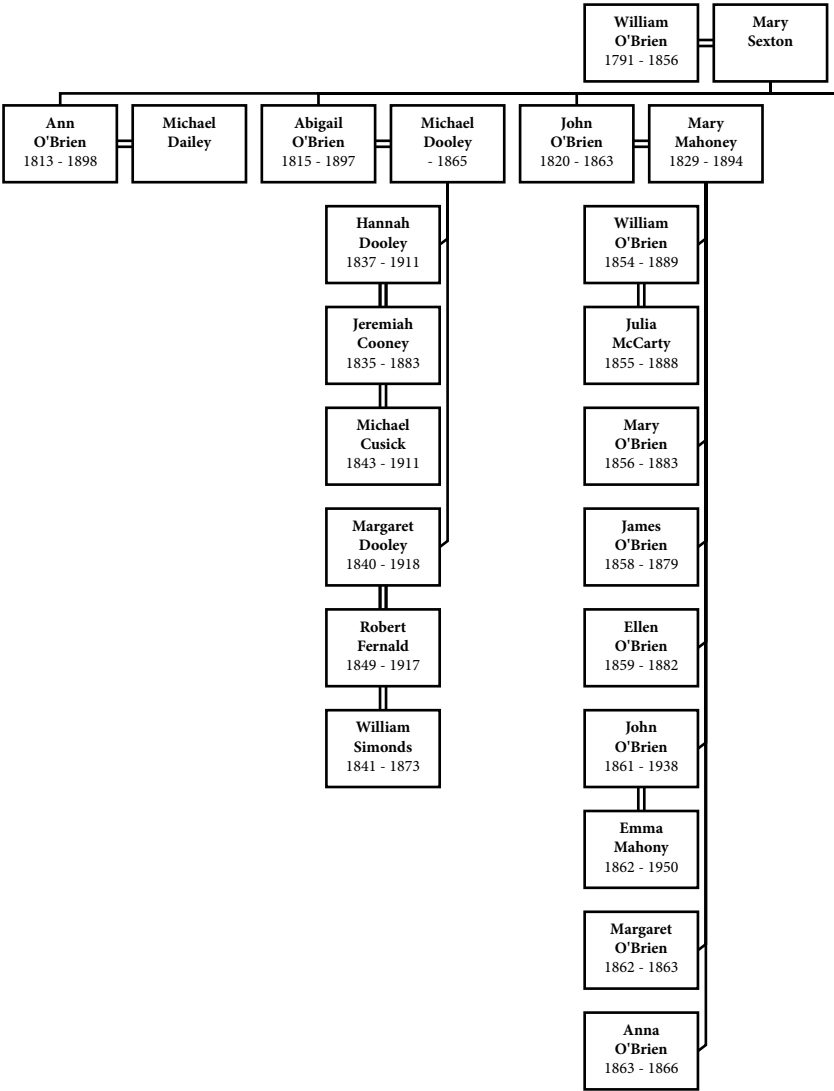 William
O'Brien
1791 - 1856
Mary
Sexton
Ann
O'Brien
1813 - 1898
Michael
Dailey
Abigail
O'Brien
1815 - 1897
Michael
Dooley
- 1865
John
O'Brien
1820 - 1863
Mary
Mahoney
1829 - 1894
Hannah
Dooley
1837 - 1911
Jeremiah
Cooney
1835 - 1883
Michael
Cusick
1843 - 1911
Margaret
Dooley
1840 - 1918
Robert
Fernald
1849 - 1917
William
Simonds
1841 - 1873
William
O'Brien
1854 - 1889
Julia
McCarty
1855 - 1888
Mary
O'Brien
1856 - 1883
James
O'Brien
1858 - 1879
Ellen
O'Brien
1859 - 1882
John
O'Brien
1861 - 1938
Emma
Mahony
1862 - 1950
Margaret
O'Brien
1862 - 1863
Anna
O'Brien
1863 - 1866